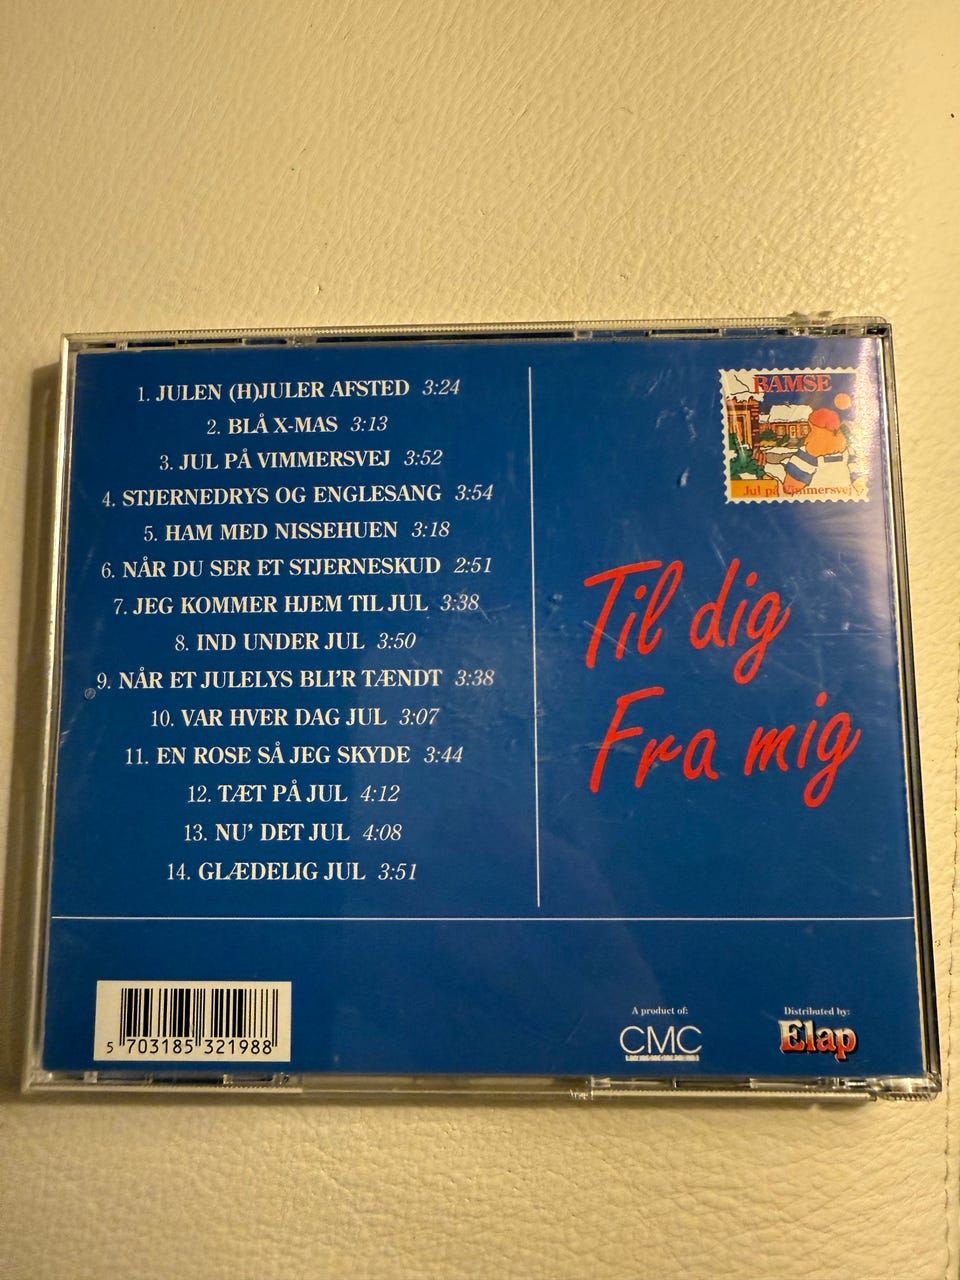 1. JULEN (H)JULER AFSTED 3:24
2. BLÅ X-MAS 3:13
3. JUL PÅ VIMMERSVEJ 3:52
4. STJERNEDRYS OG ENGLESANG 3:54
5. HAM MED NISSEHUEN 3:18
6. NÅR DU SER ET STJERNESKUD 2:51
7. JEG KOMMER HJEM TIL JUL 3:38
8. IND UNDER JUL 3:50
9. NÅR ET JULELYS BLI'R TÆNDT 3:38
10. VAR HVER DAG JUL 3:07
11. EN ROSE SÅ JEG SKYDE 3:44
12. TÆT PÅ JUL 4:12
13. NU' DET JUL 4:08
14. GLÆDELIG JUL 3:51
RAMSE
Jul på Vimmersvej
Til dig
Fra mig
5 703185 321988
A product of:
CMC
Distributed by:
Elap